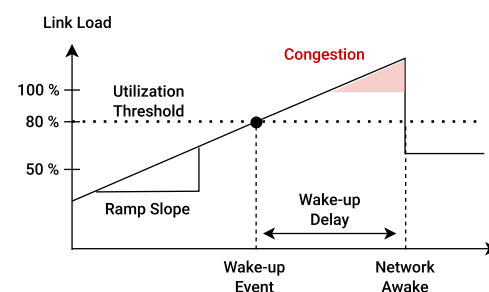 Link Load
Congestion
100 %
Utilization
Threshold
80 %
50 %
Ramp Slope
Wake-up
Delay
Wake-up
Event
Network
Awake